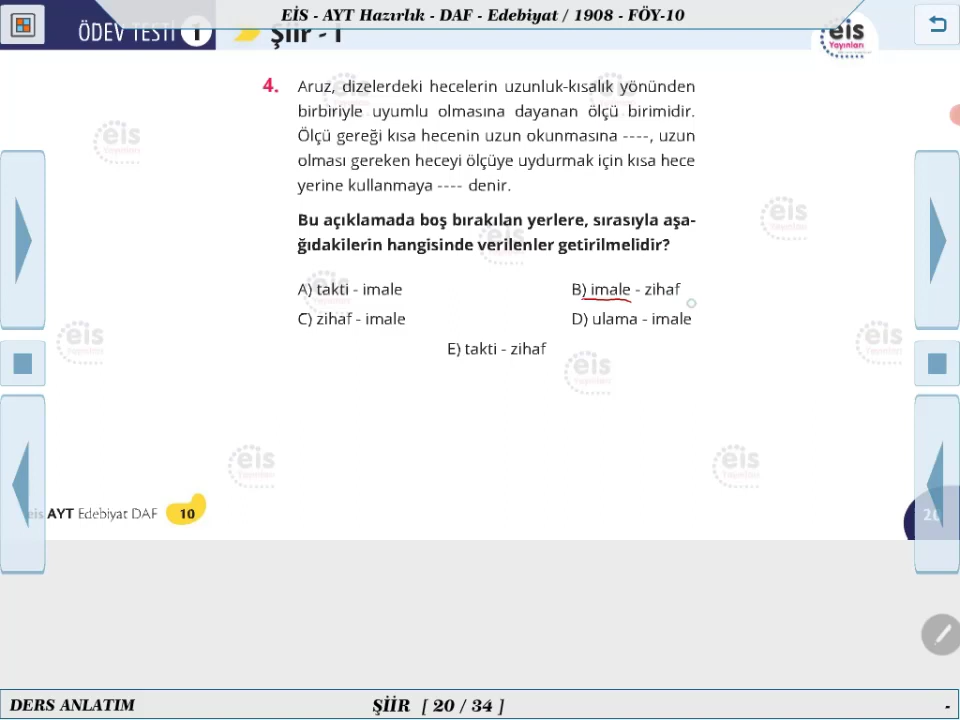 EİS - AYT Hazırlık - DAF - Edebiyat / 1908 - FÖY-10
ÖDEV TESTİ 1 Şiir - I
eis
Yayınları
4. Aruz, dizelerdeki hecelerin uzunluk-kısalık yönünden
birbiriyle uyumlu olmasına dayanan ölçü birimidir.
Ölçü gereği kısa hecenin uzun okunmasına ----, uzun
olması gereken heceyi ölçüye uydurmak için kısa hece
yerine kullanmaya ---- denir.
Bu açıklamada boş bırakılan yerlere, sırasıyla aşa-
ğıdakilerin hangisinde verilenler getirilmelidir?
A) takti - imale
B) imale - zihaf
C) zihaf - imale
D) ulama - imale
E) takti - zihaf
eis AYT Edebiyat DAF 10
DERS ANLATIM
ŞİİR [ 20 / 34 ]
-